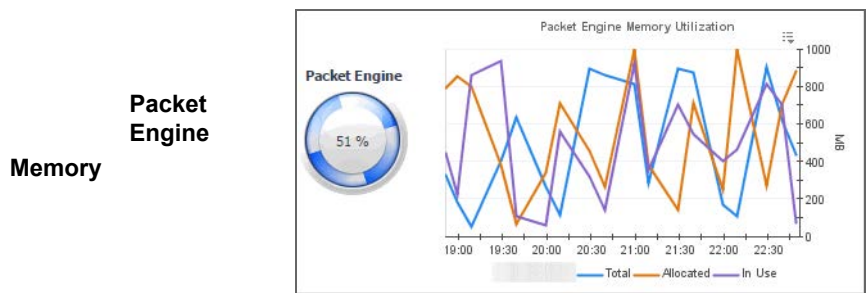 Packet Engine Memory Utilization
Packet Engine
Packet
Engine
Memory
51 %
1000
800
600
400
200
0
MB
19:00 19:30 20:00 20:30 21:00 21:30 22:00 22:30
Total Allocated In Use